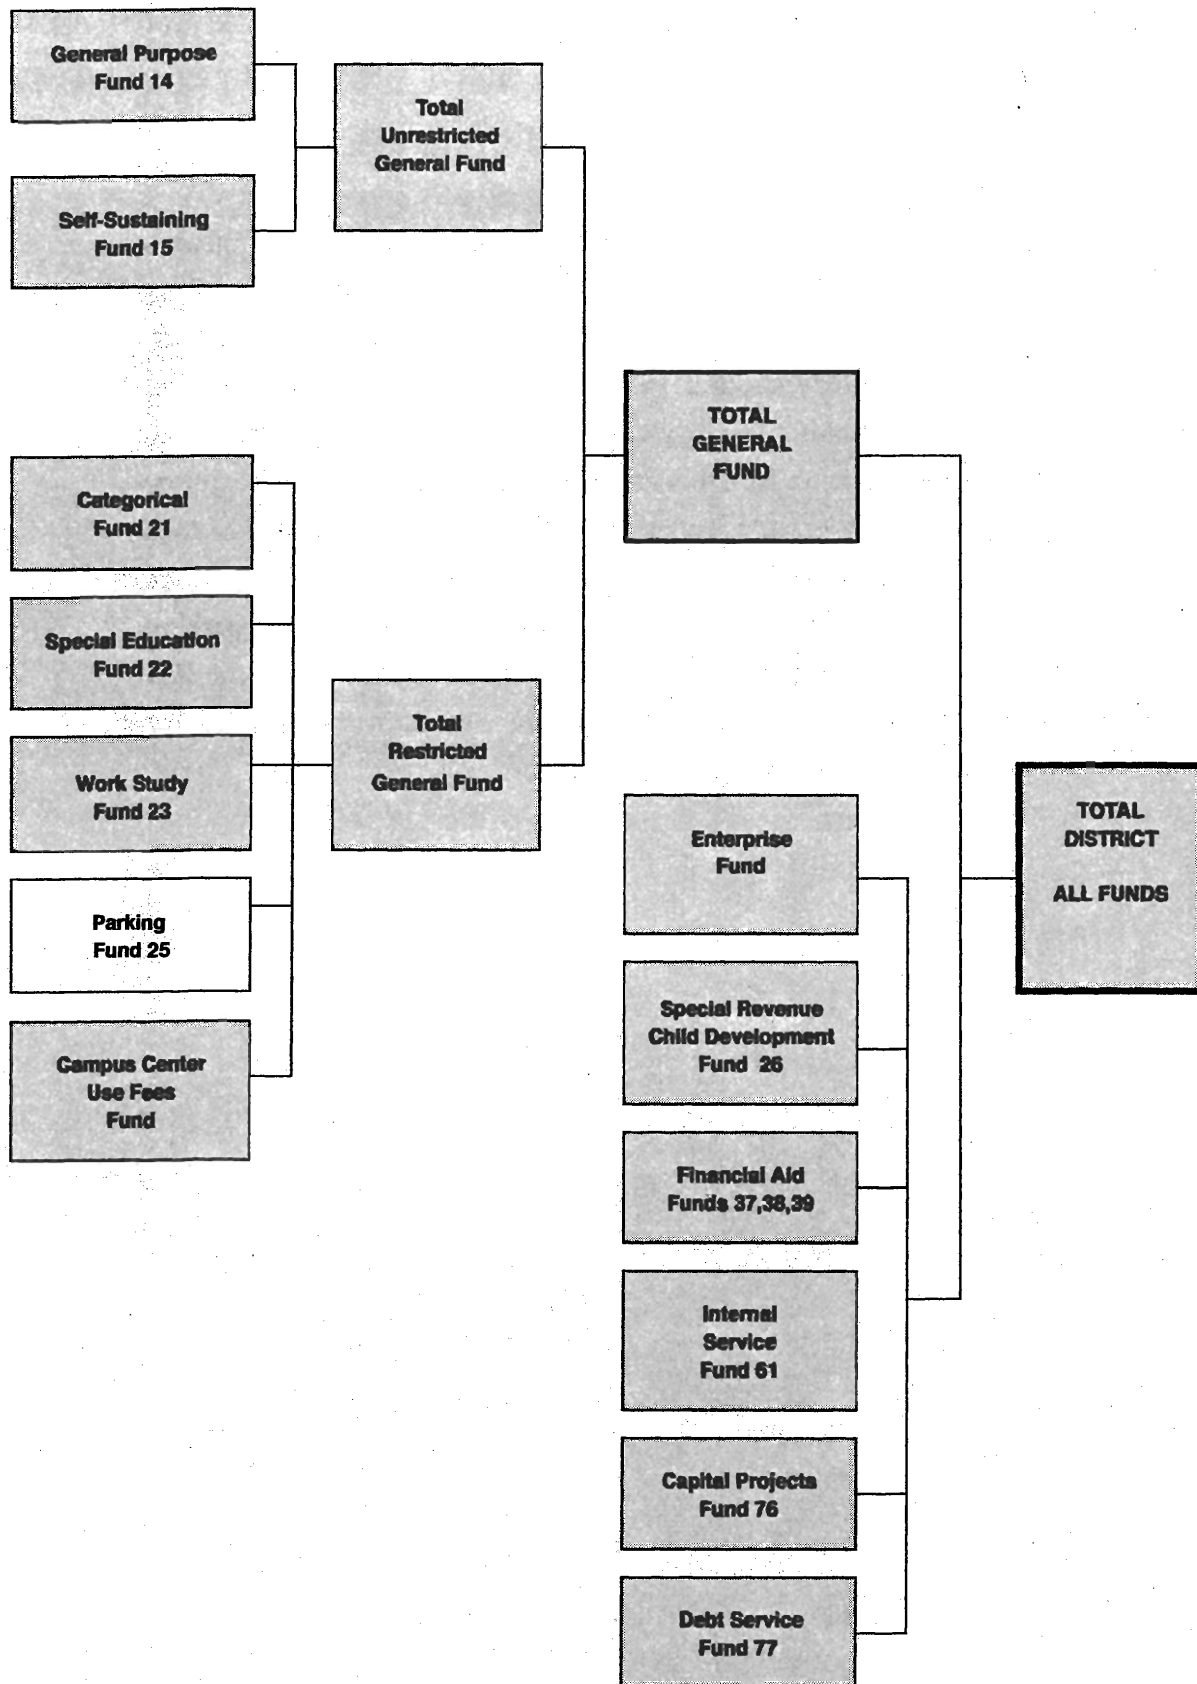 General Purpose
Fund 14
Self-Sustaining
Fund 15
Total
Unrestricted
General Fund
Categorical
Fund 21
Special Education
Fund 22
Work Study
Fund 23
Parking
Fund 25
Campus Center
Use Fees
Fund
Total
Restricted
General Fund
TOTAL
GENERAL
FUND
Enterprise
Fund
Special Revenue
Child Development
Fund 26
Financial Aid
Funds 37,38,39
Internal
Service
Fund 61
Capital Projects
Fund 76
Debt Service
Fund 77
TOTAL
DISTRICT
ALL FUNDS